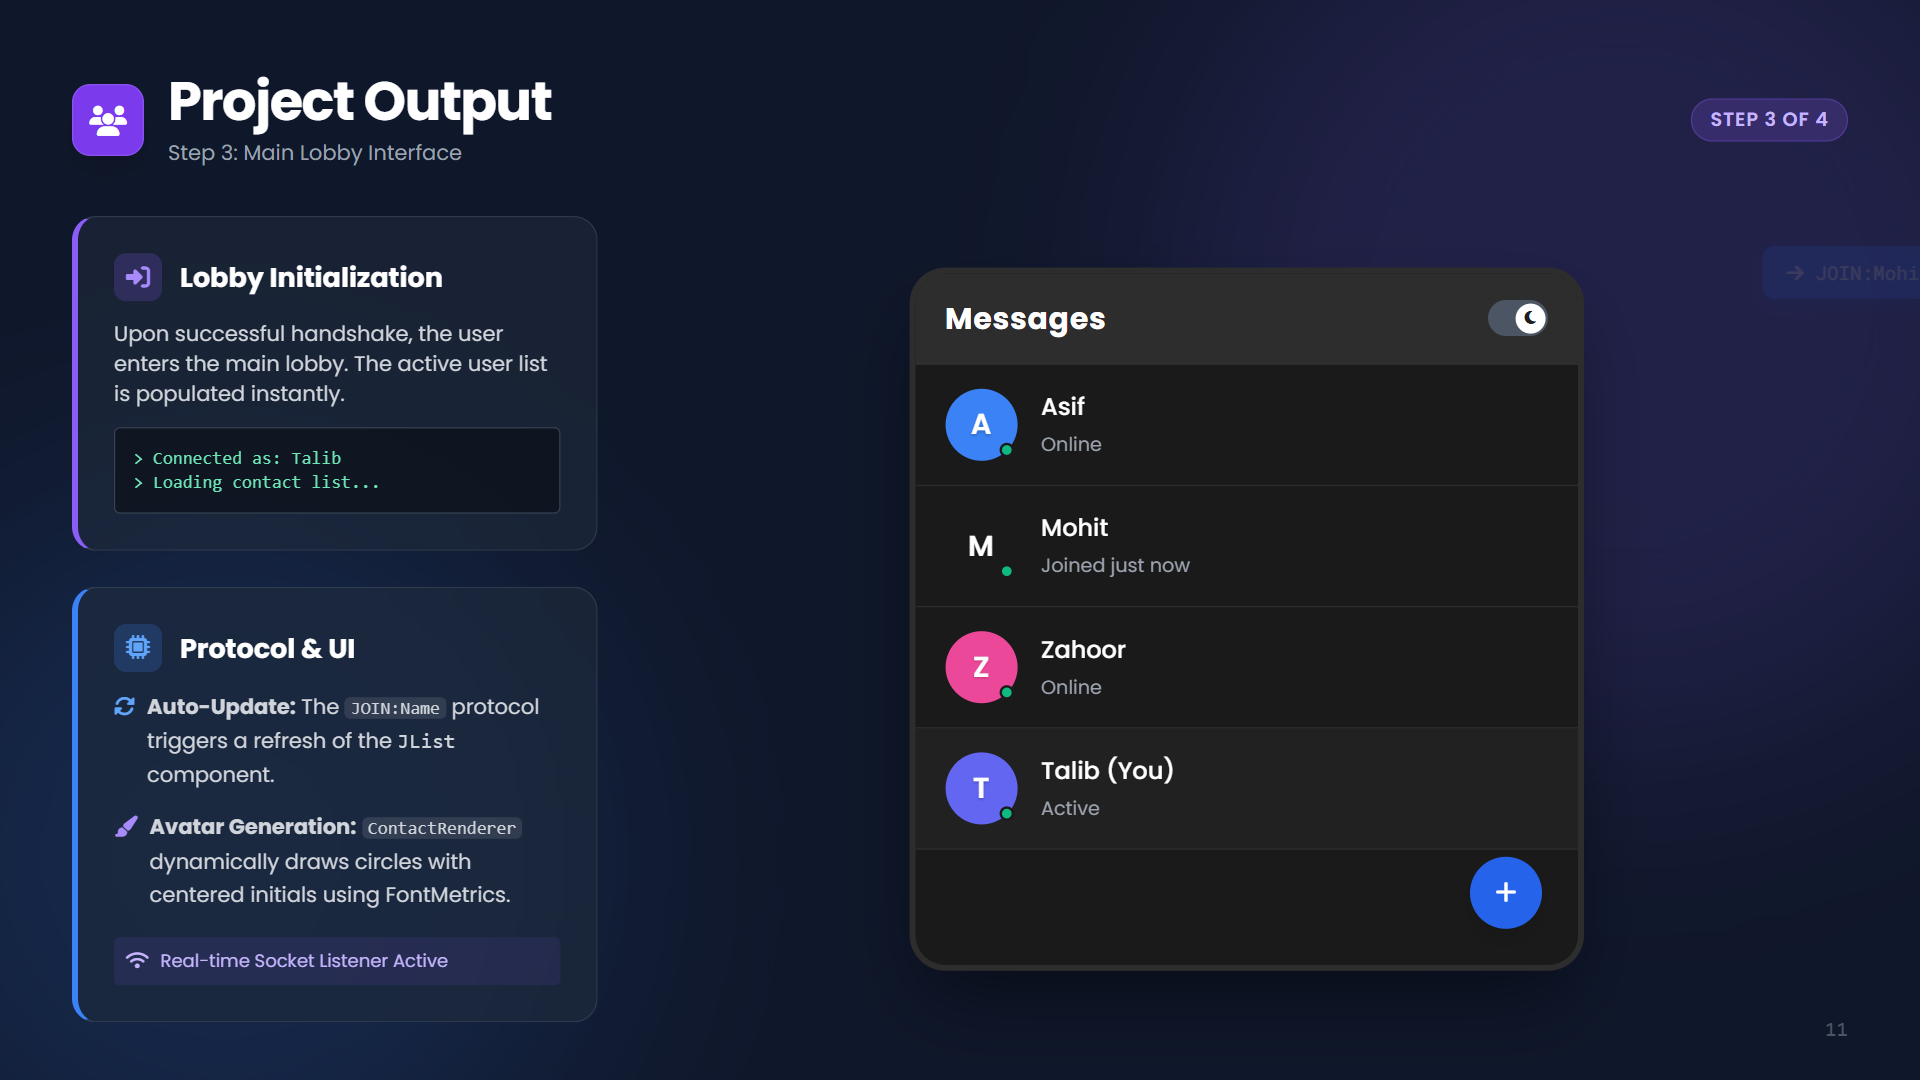 Project Output
Step 3: Main Lobby Interface
STEP 3 OF 4
Lobby Initialization
Upon successful handshake, the user
enters the main lobby. The active user list
is populated instantly.
> Connected as: Talib
> Loading contact list...
Protocol & UI
Auto-Update: The JOIN:Name protocol
triggers a refresh of the JList
component.
Avatar Generation: ContactRenderer
dynamically draws circles with
centered initials using FontMetrics.
Real-time Socket Listener Active
Messages
A
Asif
Online
M
Mohit
Joined just now
Z
Zahoor
Online
T
Talib (You)
Active
+
→ JOIN:Mohi
11